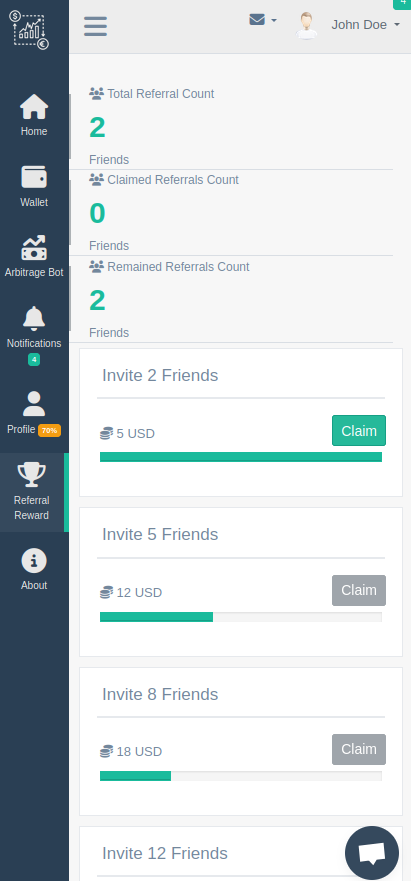 4
John Doe
Total Referral Count
2
Friends
Claimed Referrals Count
0
Friends
Remained Referrals Count
2
Friends
Home
Wallet
Arbitrage Bot
Notifications
4
Profile 70%
Referral
Reward
About
Invite 2 Friends
5 USD
Claim
Invite 5 Friends
12 USD
Claim
Invite 8 Friends
18 USD
Claim
Invite 12 Friends